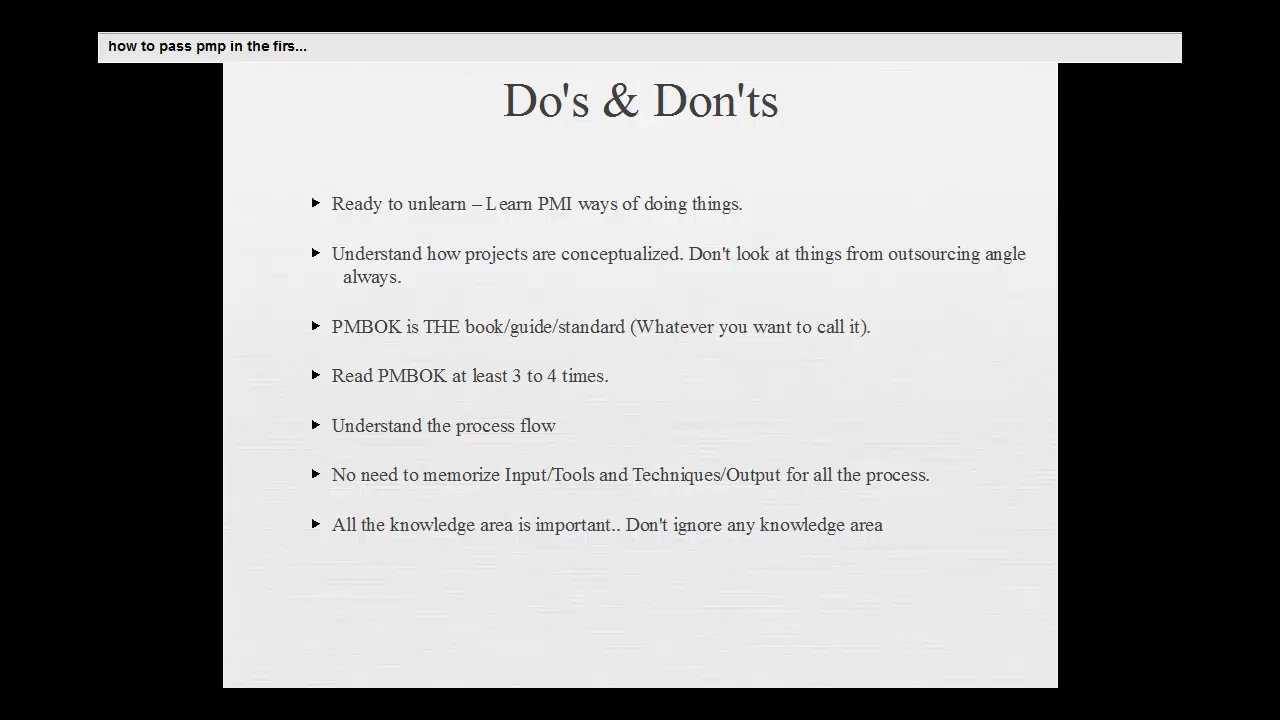 how to pass pmp in the firs...
Do's & Don'ts
Ready to unlearn – Learn PMI ways of doing things.
Understand how projects are conceptualized. Don't look at things from outsourcing angle
always.
PMBOK is THE book/guide/standard (Whatever you want to call it).
Read PMBOK at least 3 to 4 times.
Understand the process flow
No need to memorize Input/Tools and Techniques/Output for all the process.
All the knowledge area is important.. Don't ignore any knowledge area